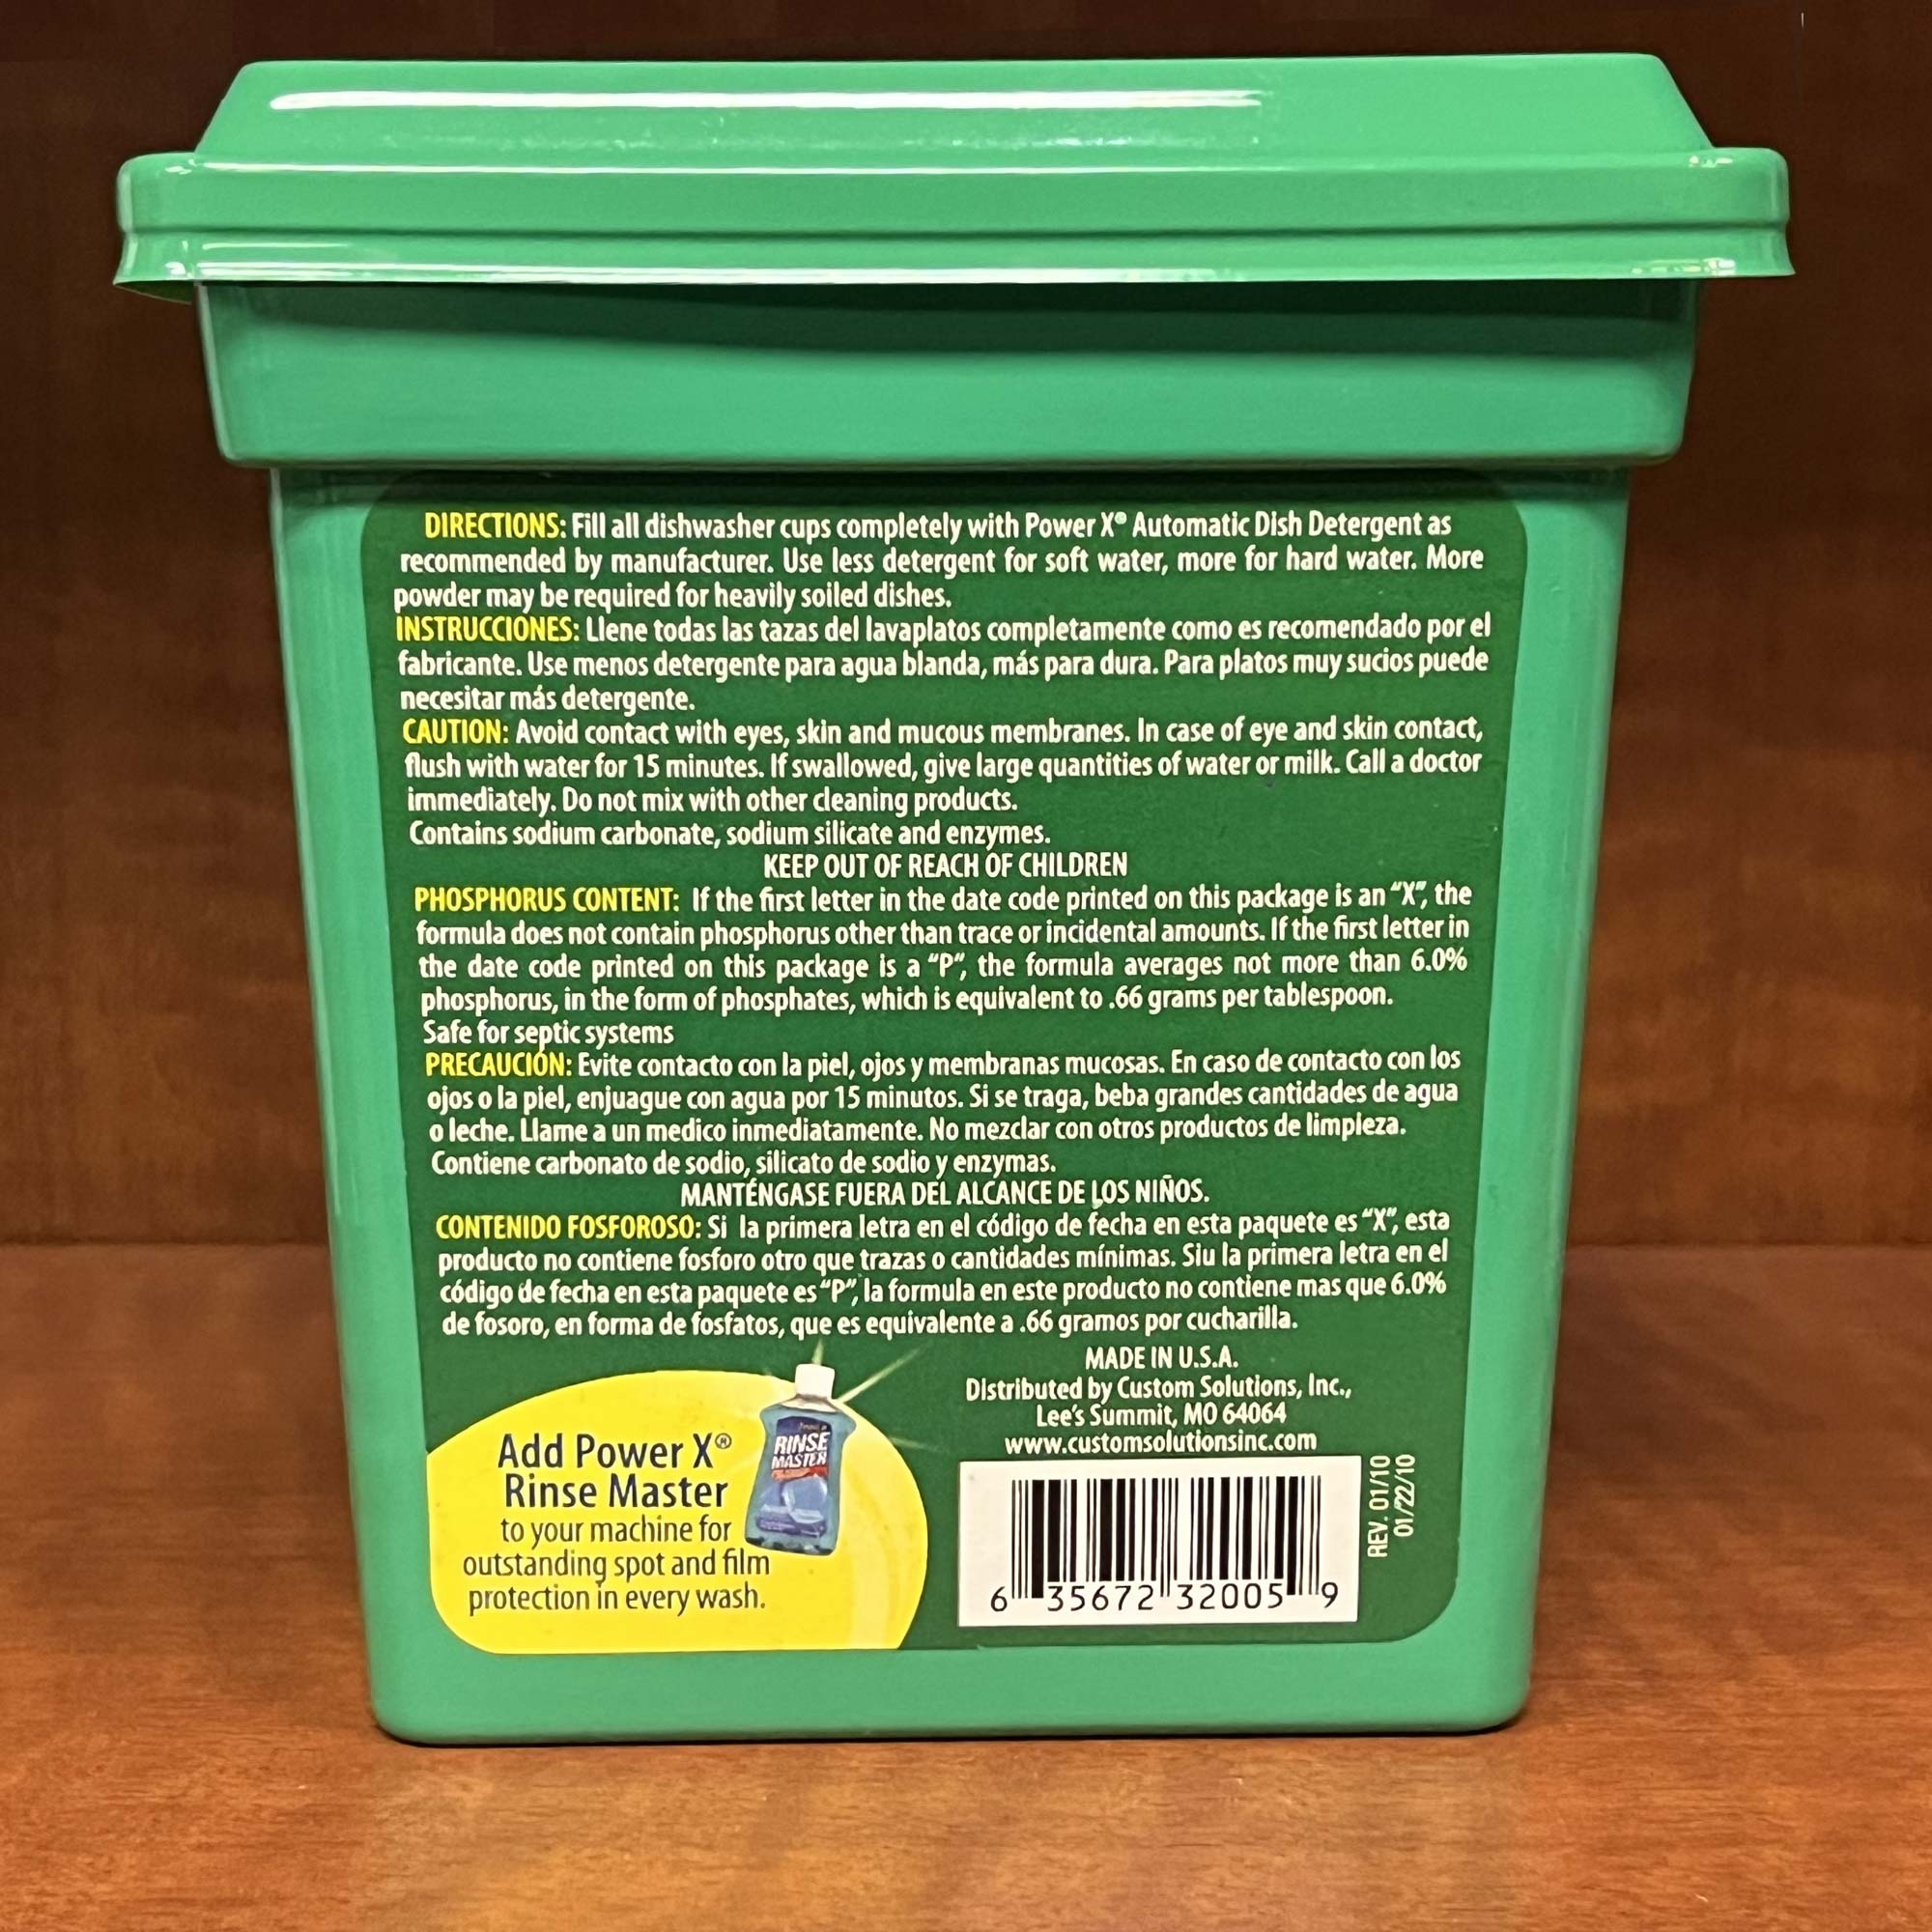 DIRECTIONS: Fill all dishwasher cups completely with Power X® Automatic Dish Detergent as
recommended by manufacturer. Use less detergent for soft water, more for hard water. More
powder may be required for heavily soiled dishes.
INSTRUCCIONES: Llene todas las tazas del lavaplatos completamente como es recomendado por el
fabricante. Use menos detergente para agua blanda, más para dura. Para platos muy sucios puede
necesitar más detergente.
CAUTION: Avoid contact with eyes, skin and mucous membranes. In case of eye and skin contact,
flush with water for 15 minutes. If swallowed, give large quantities of water or milk. Call a doctor
immediately. Do not mix with other cleaning products.
Contains sodium carbonate, sodium silicate and enzymes.
KEEP OUT OF REACH OF CHILDREN
PHOSPHORUS CONTENT: If the first letter in the date code printed on this package is an “X”, the
formula does not contain phosphorus other than trace or incidental amounts. If the first letter in
the date code printed on this package is a “P”, the formula averages not more than 6.0%
phosphorus, in the form of phosphates, which is equivalent to .66 grams per tablespoon.
Safe for septic systems
PRECAUCIÓN: Evite contacto con la piel, ojos y membranas mucosas. En caso de contacto con los
ojos o la piel, enjuague con agua por 15 minutos. Si se traga, beba grandes cantidades de agua
o leche. Llame a un medico inmediatamente. No mezclar con otros productos de limpieza.
Contiene carbonato de sodio, silicato de sodio y enzymas.
MANTÉNGASE FUERA DEL ALCANCE DE LOS NIÑOS.
CONTENIDO FOSFOROSO: Si la primera letra en el código de fecha en esta paquete es “X”, esta
producto no contiene fosforo otro que trazas o cantidades mínimas. Siu la primera letra en el
código de fecha en esta paquete es “P”, la formula en este producto no contiene mas que 6.0%
de fosoro, en forma de fosfatos, que es equivalente a .66 gramos por cucharilla.
MADE IN U.S.A.
Distributed by Custom Solutions, Inc.,
Lee's Summit, MO 64064
www.customsolutionsinc.com
Add Power X®
Rinse Master
to your machine for
outstanding spot and film
protection in every wash.
RINSE
MASTER
6 35672 32005 9
REV. 01/10
01/22/10